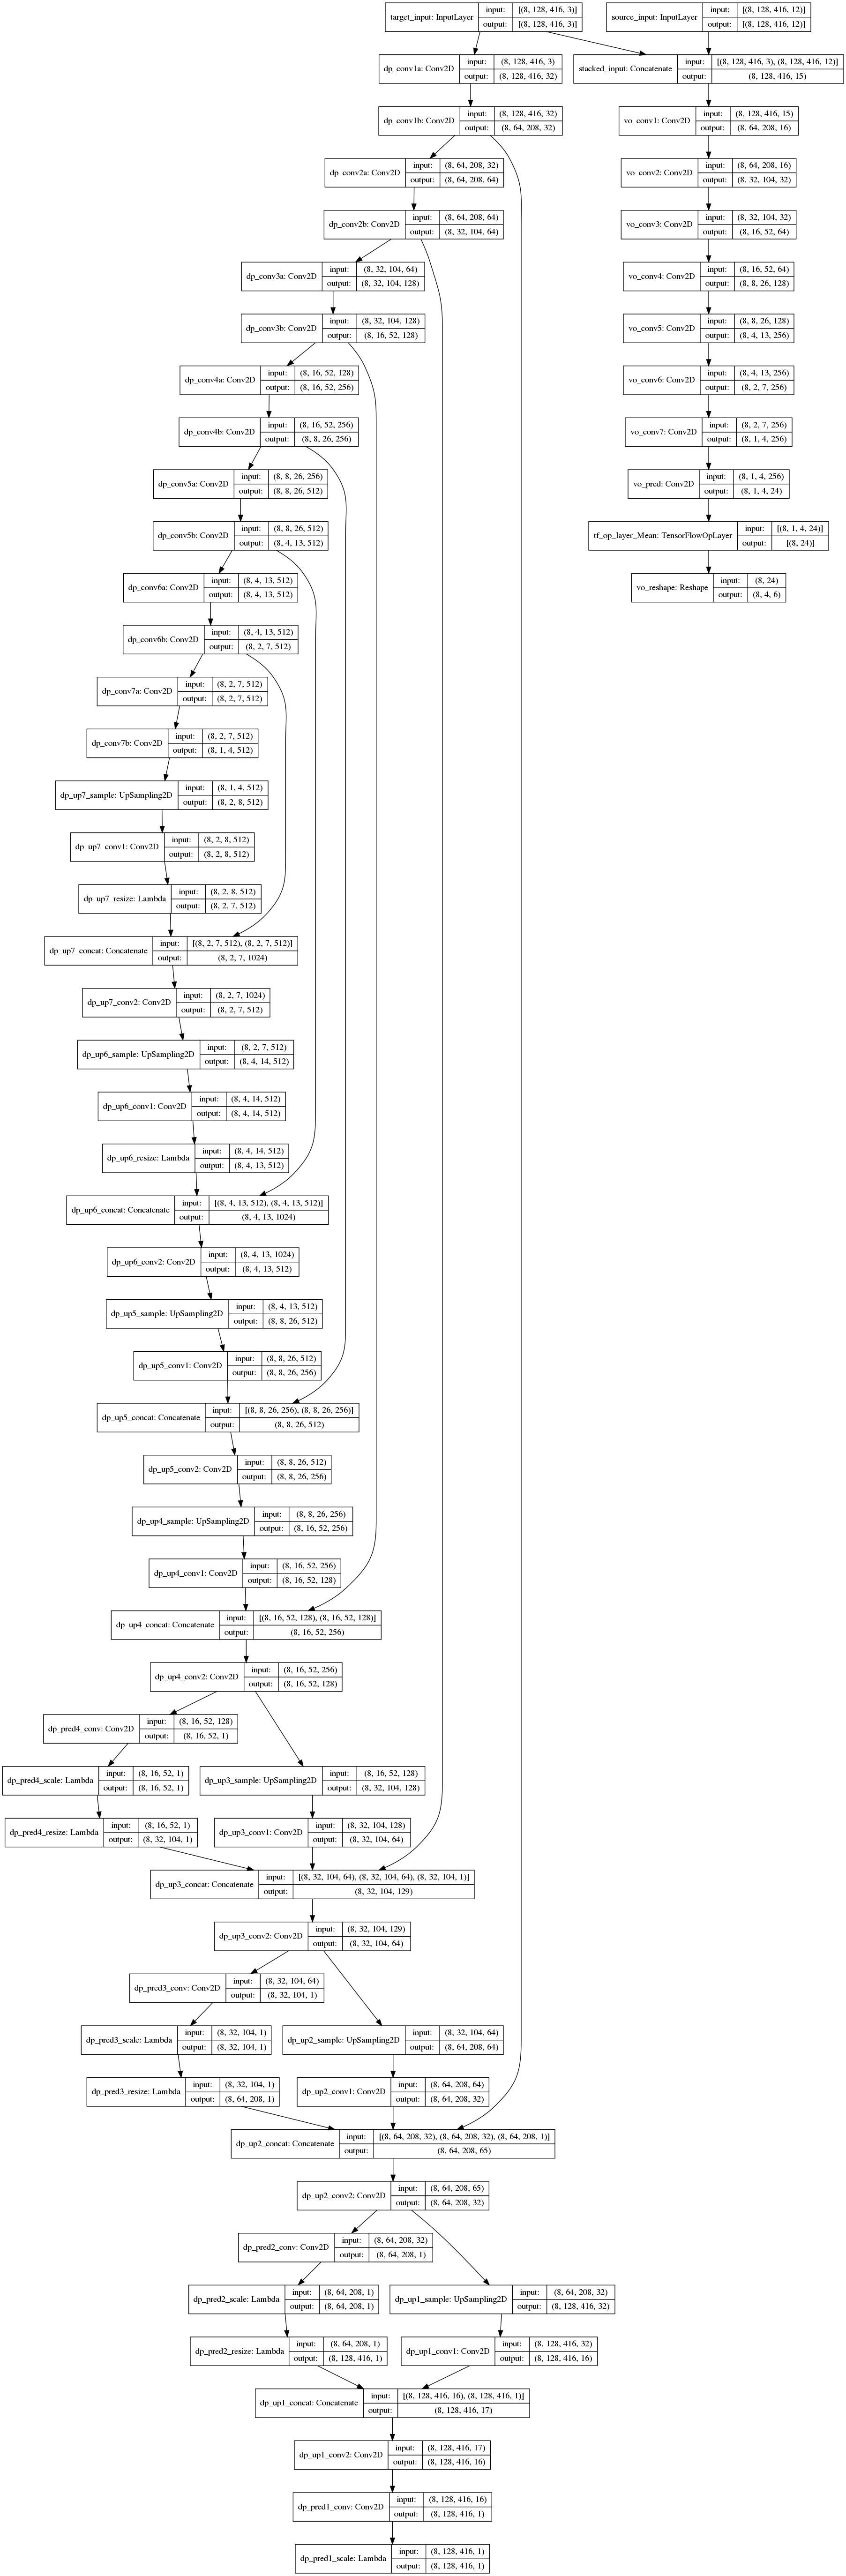 target_input: InputLayer
input: [(8, 128, 416, 3)]
output: [(8, 128, 416, 3)]
source_input: InputLayer
input: [(8, 128, 416, 12)]
output: [(8, 128, 416, 12)]
dp_conv1a: Conv2D
input: (8, 128, 416, 3)
output: (8, 128, 416, 32)
stacked_input: Concatenate
input: [(8, 128, 416, 3), (8, 128, 416, 12)]
output: (8, 128, 416, 15)
dp_conv1b: Conv2D
input: (8, 128, 416, 32)
output: (8, 64, 208, 32)
vo_conv1: Conv2D
input: (8, 128, 416, 15)
output: (8, 64, 208, 16)
dp_conv2a: Conv2D
input: (8, 64, 208, 32)
output: (8, 64, 208, 64)
vo_conv2: Conv2D
input: (8, 64, 208, 16)
output: (8, 32, 104, 32)
dp_conv2b: Conv2D
input: (8, 64, 208, 64)
output: (8, 32, 104, 64)
vo_conv3: Conv2D
input: (8, 32, 104, 32)
output: (8, 16, 52, 64)
dp_conv3a: Conv2D
input: (8, 32, 104, 64)
output: (8, 32, 104, 128)
vo_conv4: Conv2D
input: (8, 16, 52, 64)
output: (8, 8, 26, 128)
dp_conv3b: Conv2D
input: (8, 32, 104, 128)
output: (8, 16, 52, 128)
vo_conv5: Conv2D
input: (8, 8, 26, 128)
output: (8, 4, 13, 256)
dp_conv4a: Conv2D
input: (8, 16, 52, 128)
output: (8, 16, 52, 256)
vo_conv6: Conv2D
input: (8, 4, 13, 256)
output: (8, 2, 7, 256)
dp_conv4b: Conv2D
input: (8, 16, 52, 256)
output: (8, 8, 26, 256)
vo_conv7: Conv2D
input: (8, 2, 7, 256)
output: (8, 1, 4, 256)
dp_conv5a: Conv2D
input: (8, 8, 26, 256)
output: (8, 8, 26, 512)
vo_pred: Conv2D
input: (8, 1, 4, 256)
output: (8, 1, 4, 24)
dp_conv5b: Conv2D
input: (8, 8, 26, 512)
output: (8, 4, 13, 512)
tf_op_layer_Mean: TensorFlowOpLayer
input: [(8, 1, 4, 24)]
output: [(8, 24)]
dp_conv6a: Conv2D
input: (8, 4, 13, 512)
output: (8, 4, 13, 512)
vo_reshape: Reshape
input: (8, 24)
output: (8, 4, 6)
dp_conv6b: Conv2D
input: (8, 4, 13, 512)
output: (8, 2, 7, 512)
dp_conv7a: Conv2D
input: (8, 2, 7, 512)
output: (8, 2, 7, 512)
dp_conv7b: Conv2D
input: (8, 2, 7, 512)
output: (8, 1, 4, 512)
dp_up7_sample: UpSampling2D
input: (8, 1, 4, 512)
output: (8, 2, 8, 512)
dp_up7_conv1: Conv2D
input: (8, 2, 8, 512)
output: (8, 2, 8, 512)
dp_up7_resize: Lambda
input: (8, 2, 8, 512)
output: (8, 2, 7, 512)
dp_up7_concat: Concatenate
input: [(8, 2, 7, 512), (8, 2, 7, 512)]
output: (8, 2, 7, 1024)
dp_up7_conv2: Conv2D
input: (8, 2, 7, 1024)
output: (8, 2, 7, 512)
dp_up6_sample: UpSampling2D
input: (8, 2, 7, 512)
output: (8, 4, 14, 512)
dp_up6_conv1: Conv2D
input: (8, 4, 14, 512)
output: (8, 4, 14, 512)
dp_up6_resize: Lambda
input: (8, 4, 14, 512)
output: (8, 4, 13, 512)
dp_up6_concat: Concatenate
input: [(8, 4, 13, 512), (8, 4, 13, 512)]
output: (8, 4, 13, 1024)
dp_up6_conv2: Conv2D
input: (8, 4, 13, 1024)
output: (8, 4, 13, 512)
dp_up5_sample: UpSampling2D
input: (8, 4, 13, 512)
output: (8, 8, 26, 512)
dp_up5_conv1: Conv2D
input: (8, 8, 26, 512)
output: (8, 8, 26, 256)
dp_up5_concat: Concatenate
input: [(8, 8, 26, 256), (8, 8, 26, 256)]
output: (8, 8, 26, 512)
dp_up5_conv2: Conv2D
input: (8, 8, 26, 512)
output: (8, 8, 26, 256)
dp_up4_sample: UpSampling2D
input: (8, 8, 26, 256)
output: (8, 16, 52, 256)
dp_up4_conv1: Conv2D
input: (8, 16, 52, 256)
output: (8, 16, 52, 128)
dp_up4_concat: Concatenate
input: [(8, 16, 52, 128), (8, 16, 52, 128)]
output: (8, 16, 52, 256)
dp_up4_conv2: Conv2D
input: (8, 16, 52, 256)
output: (8, 16, 52, 128)
dp_pred4_conv: Conv2D
input: (8, 16, 52, 128)
output: (8, 16, 52, 1)
dp_pred4_scale: Lambda
input: (8, 16, 52, 1)
output: (8, 16, 52, 1)
dp_up3_sample: UpSampling2D
input: (8, 16, 52, 128)
output: (8, 32, 104, 128)
dp_pred4_resize: Lambda
input: (8, 16, 52, 1)
output: (8, 32, 104, 1)
dp_up3_conv1: Conv2D
input: (8, 32, 104, 128)
output: (8, 32, 104, 64)
dp_up3_concat: Concatenate
input: [(8, 32, 104, 64), (8, 32, 104, 64), (8, 32, 104, 1)]
output: (8, 32, 104, 129)
dp_up3_conv2: Conv2D
input: (8, 32, 104, 129)
output: (8, 32, 104, 64)
dp_pred3_conv: Conv2D
input: (8, 32, 104, 64)
output: (8, 32, 104, 1)
dp_pred3_scale: Lambda
input: (8, 32, 104, 1)
output: (8, 32, 104, 1)
dp_up2_sample: UpSampling2D
input: (8, 32, 104, 64)
output: (8, 64, 208, 64)
dp_pred3_resize: Lambda
input: (8, 32, 104, 1)
output: (8, 64, 208, 1)
dp_up2_conv1: Conv2D
input: (8, 64, 208, 64)
output: (8, 64, 208, 32)
dp_up2_concat: Concatenate
input: [(8, 64, 208, 32), (8, 64, 208, 32), (8, 64, 208, 1)]
output: (8, 64, 208, 65)
dp_up2_conv2: Conv2D
input: (8, 64, 208, 65)
output: (8, 64, 208, 32)
dp_pred2_conv: Conv2D
input: (8, 64, 208, 32)
output: (8, 64, 208, 1)
dp_pred2_scale: Lambda
input: (8, 64, 208, 1)
output: (8, 64, 208, 1)
dp_up1_sample: UpSampling2D
input: (8, 64, 208, 32)
output: (8, 128, 416, 32)
dp_pred2_resize: Lambda
input: (8, 64, 208, 1)
output: (8, 128, 416, 1)
dp_up1_conv1: Conv2D
input: (8, 128, 416, 32)
output: (8, 128, 416, 16)
dp_up1_concat: Concatenate
input: [(8, 128, 416, 16), (8, 128, 416, 1)]
output: (8, 128, 416, 17)
dp_up1_conv2: Conv2D
input: (8, 128, 416, 17)
output: (8, 128, 416, 16)
dp_pred1_conv: Conv2D
input: (8, 128, 416, 16)
output: (8, 128, 416, 1)
dp_pred1_scale: Lambda
input: (8, 128, 416, 1)
output: (8, 128, 416, 1)